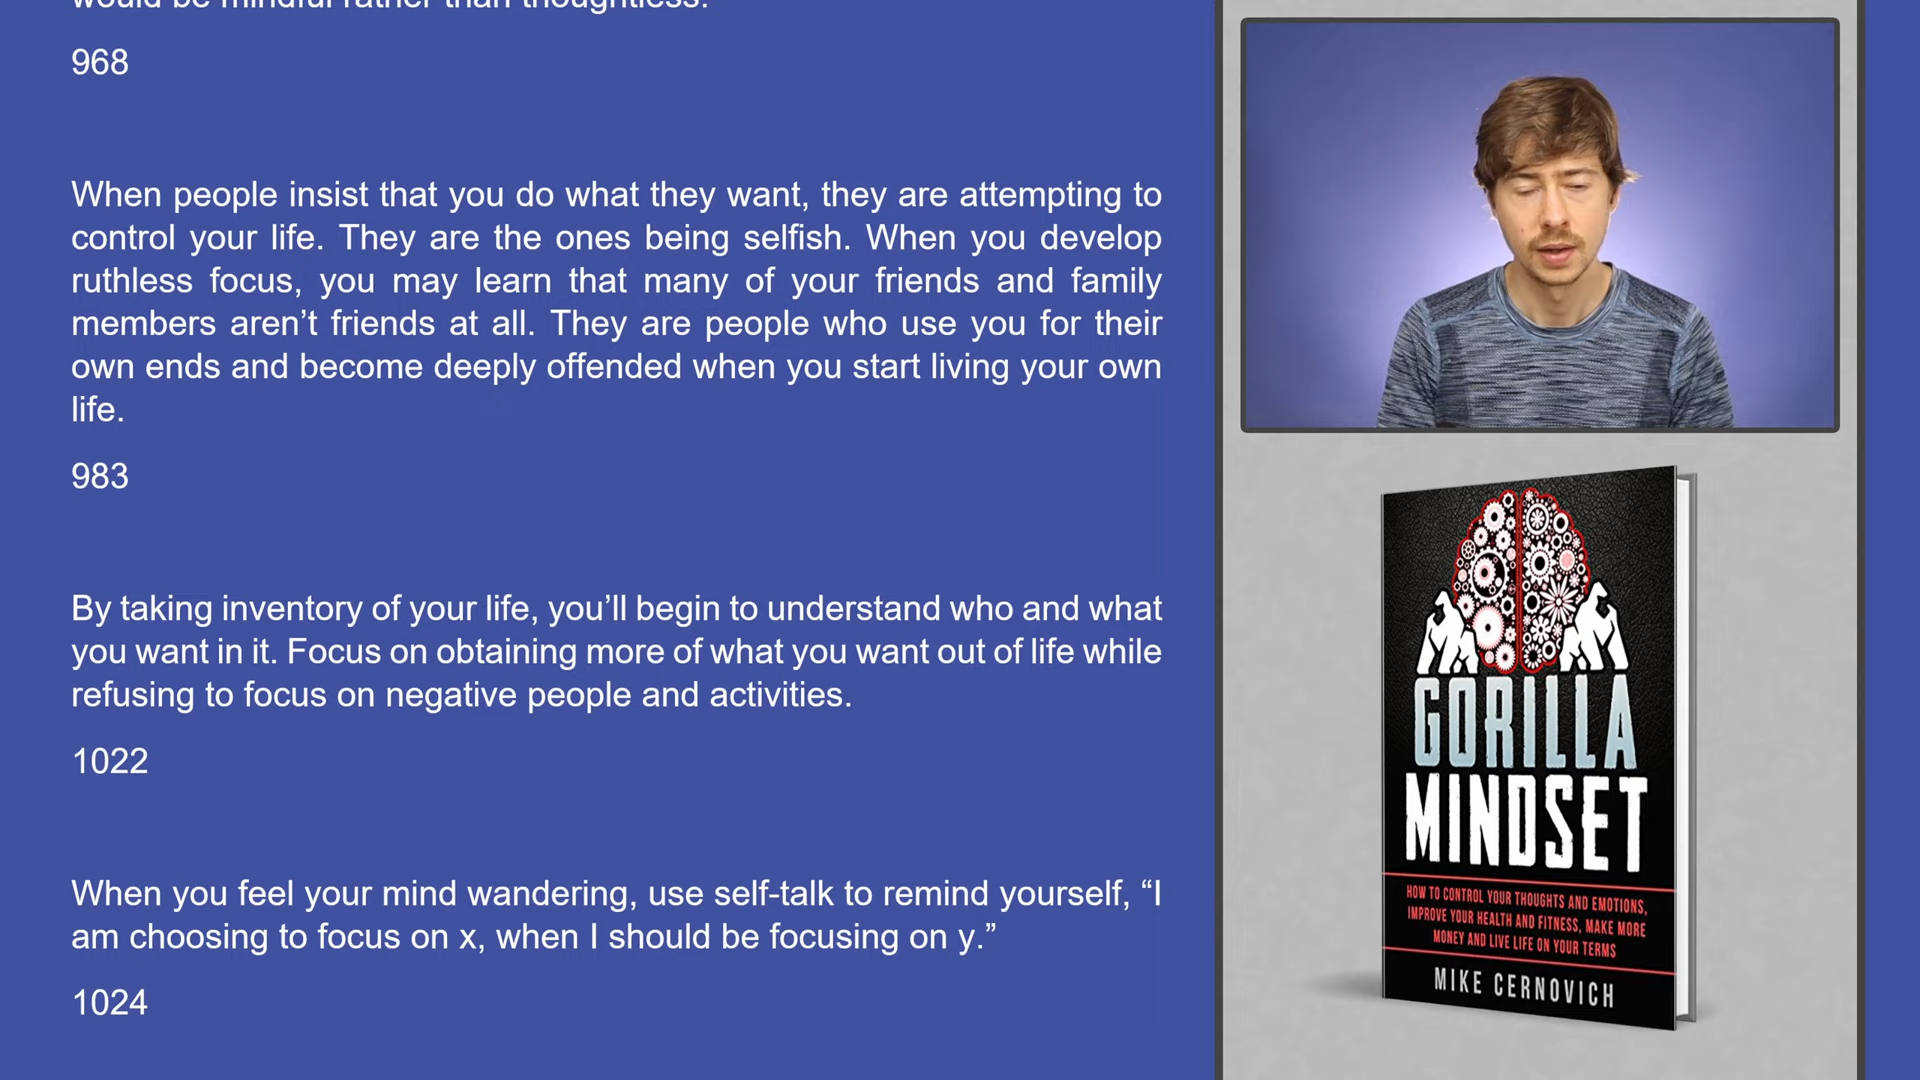 would be mindful rather than thoughtless.
968
When people insist that you do what they want, they are attempting to
control your life. They are the ones being selfish. When you develop
ruthless focus, you may learn that many of your friends and family
members aren’t friends at all. They are people who use you for their
own ends and become deeply offended when you start living your own
life.
983
By taking inventory of your life, you’ll begin to understand who and what
you want in it. Focus on obtaining more of what you want out of life while
refusing to focus on negative people and activities.
1022
When you feel your mind wandering, use self-talk to remind yourself, “I
am choosing to focus on x, when I should be focusing on y.”
1024
GORILLA
MINDSET
HOW TO CONTROL YOUR THOUGHTS AND EMOTIONS,
IMPROVE YOUR HEALTH AND FITNESS, MAKE MORE
MONEY AND LIVE LIFE ON YOUR TERMS
MIKE CERNOVICH